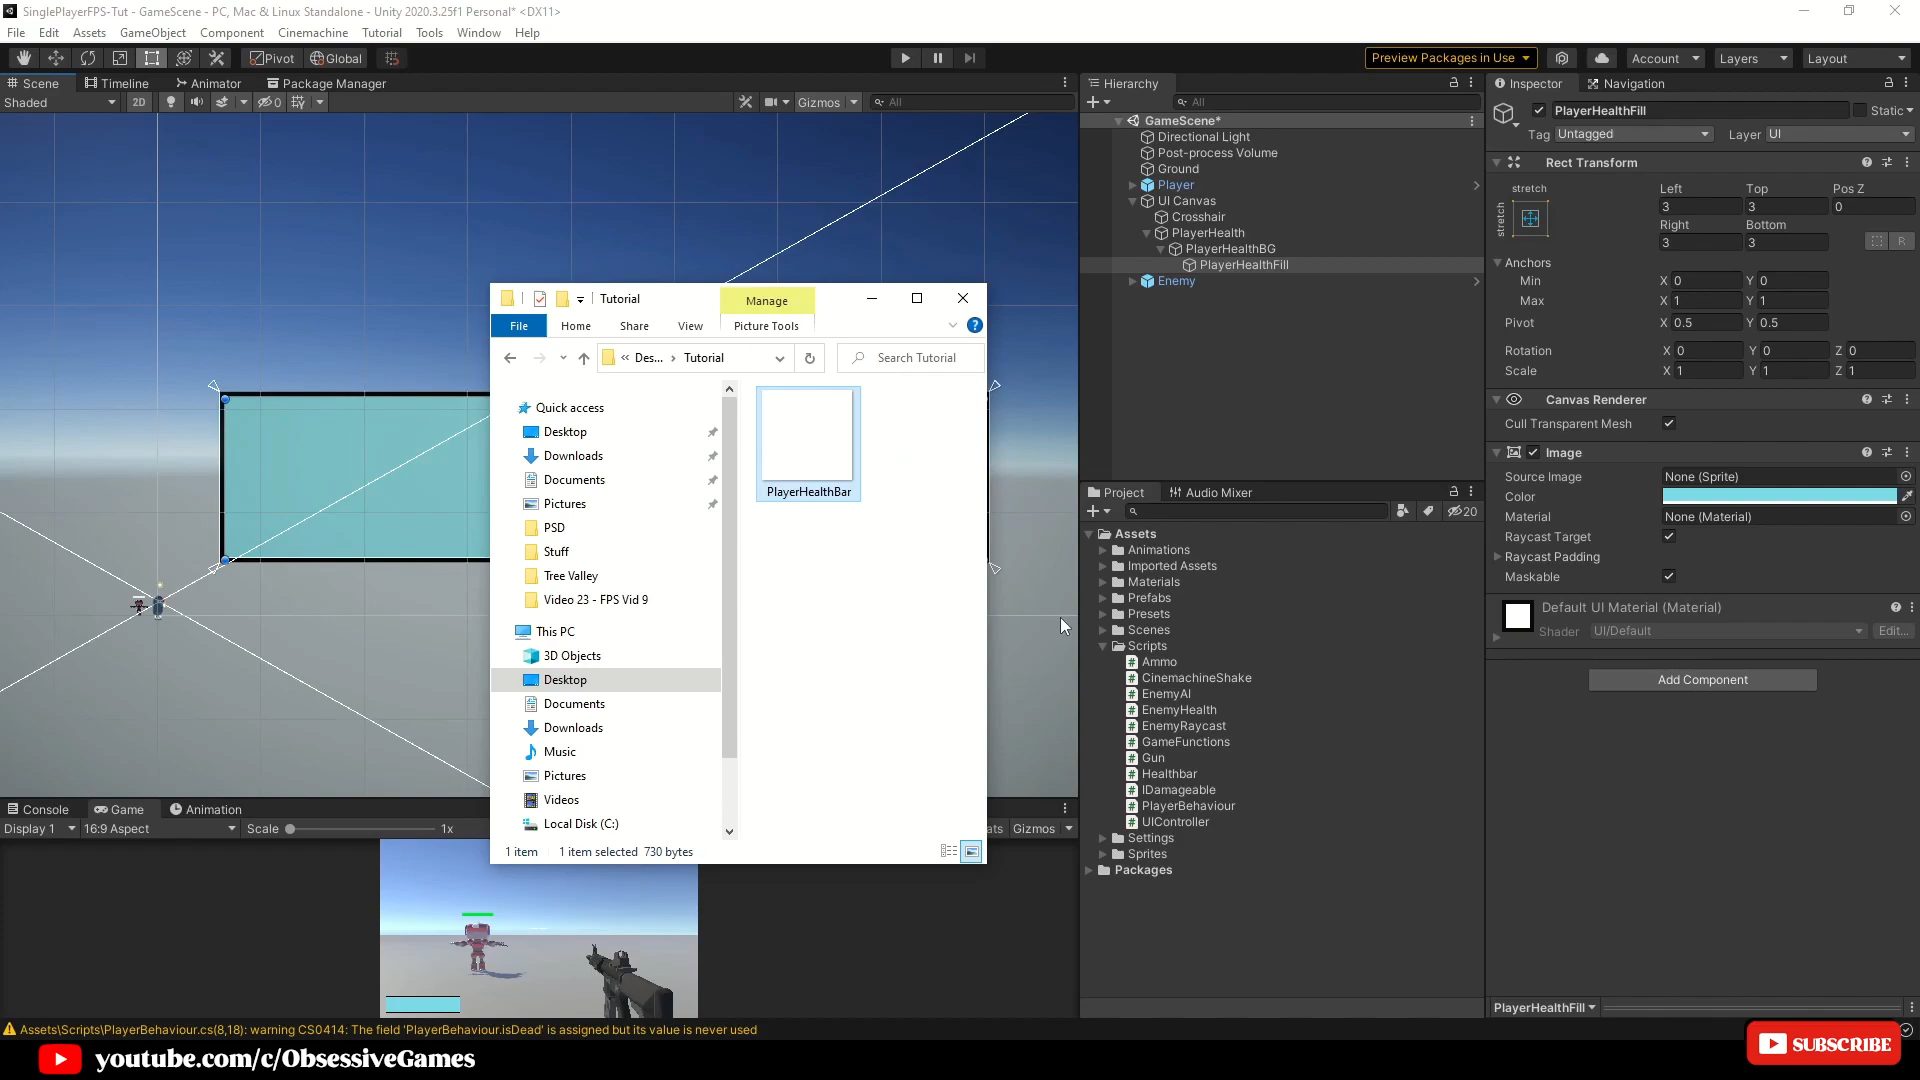 SinglePlayerFPS-Tut - GameScene - PC, Mac & Linux Standalone - Unity 2020.3.25f1 Personal* <DX11>
File Edit Assets GameObject Component Cinemachine Tutorial Tools Window Help
Pivot Global Preview Packages in Use Account Layers Layout
Scene Timeline Animator Package Manager
Shaded 2D 0 Gizmos All
Hierarchy
All
GameScene*
Directional Light
Post-process Volume
Ground
Player
UI Canvas
Crosshair
PlayerHealth
PlayerHealthBG
PlayerHealthFill
Enemy
Inspector Navigation
PlayerHealthFill Static
Tag Untagged Layer UI
Rect Transform
stretch Left Top Pos Z
stretch 3 3 0
Right Bottom
3 3 R
Anchors
Min X 0 Y 0
Max X 1 Y 1
Pivot X 0.5 Y 0.5
Rotation X 0 Y 0 Z 0
Scale X 1 Y 1 Z 1
Canvas Renderer
Cull Transparent Mesh
Image
Source Image None (Sprite)
Color
Material None (Material)
Raycast Target
Raycast Padding
Maskable
Default UI Material (Material)
Shader UI/Default Edit...
Add Component
PlayerHealthFill
Tutorial Manage
File Home Share View Picture Tools
« Des... › Tutorial Search Tutorial
Quick access
Desktop
Downloads
Documents
Pictures
PSD
Stuff
Tree Valley
Video 23 - FPS Vid 9
This PC
3D Objects
Desktop
Documents
Downloads
Music
Pictures
Videos
Local Disk (C:)
PlayerHealthBar
1 item 1 item selected 730 bytes
Project Audio Mixer
20
Assets
Animations
Imported Assets
Materials
Prefabs
Presets
Scenes
Scripts
Ammo
CinemachineShake
EnemyAI
EnemyHealth
EnemyRaycast
GameFunctions
Gun
Healthbar
IDamageable
PlayerBehaviour
UIController
Settings
Sprites
Packages
Console Game Animation
Display 1 16:9 Aspect Scale 1x ats Gizmos
Assets\Scripts\PlayerBehaviour.cs(8,18): warning CS0414: The field 'PlayerBehaviour.isDead' is assigned but its value is never used
youtube.com/c/ObsessiveGames
SUBSCRIBE